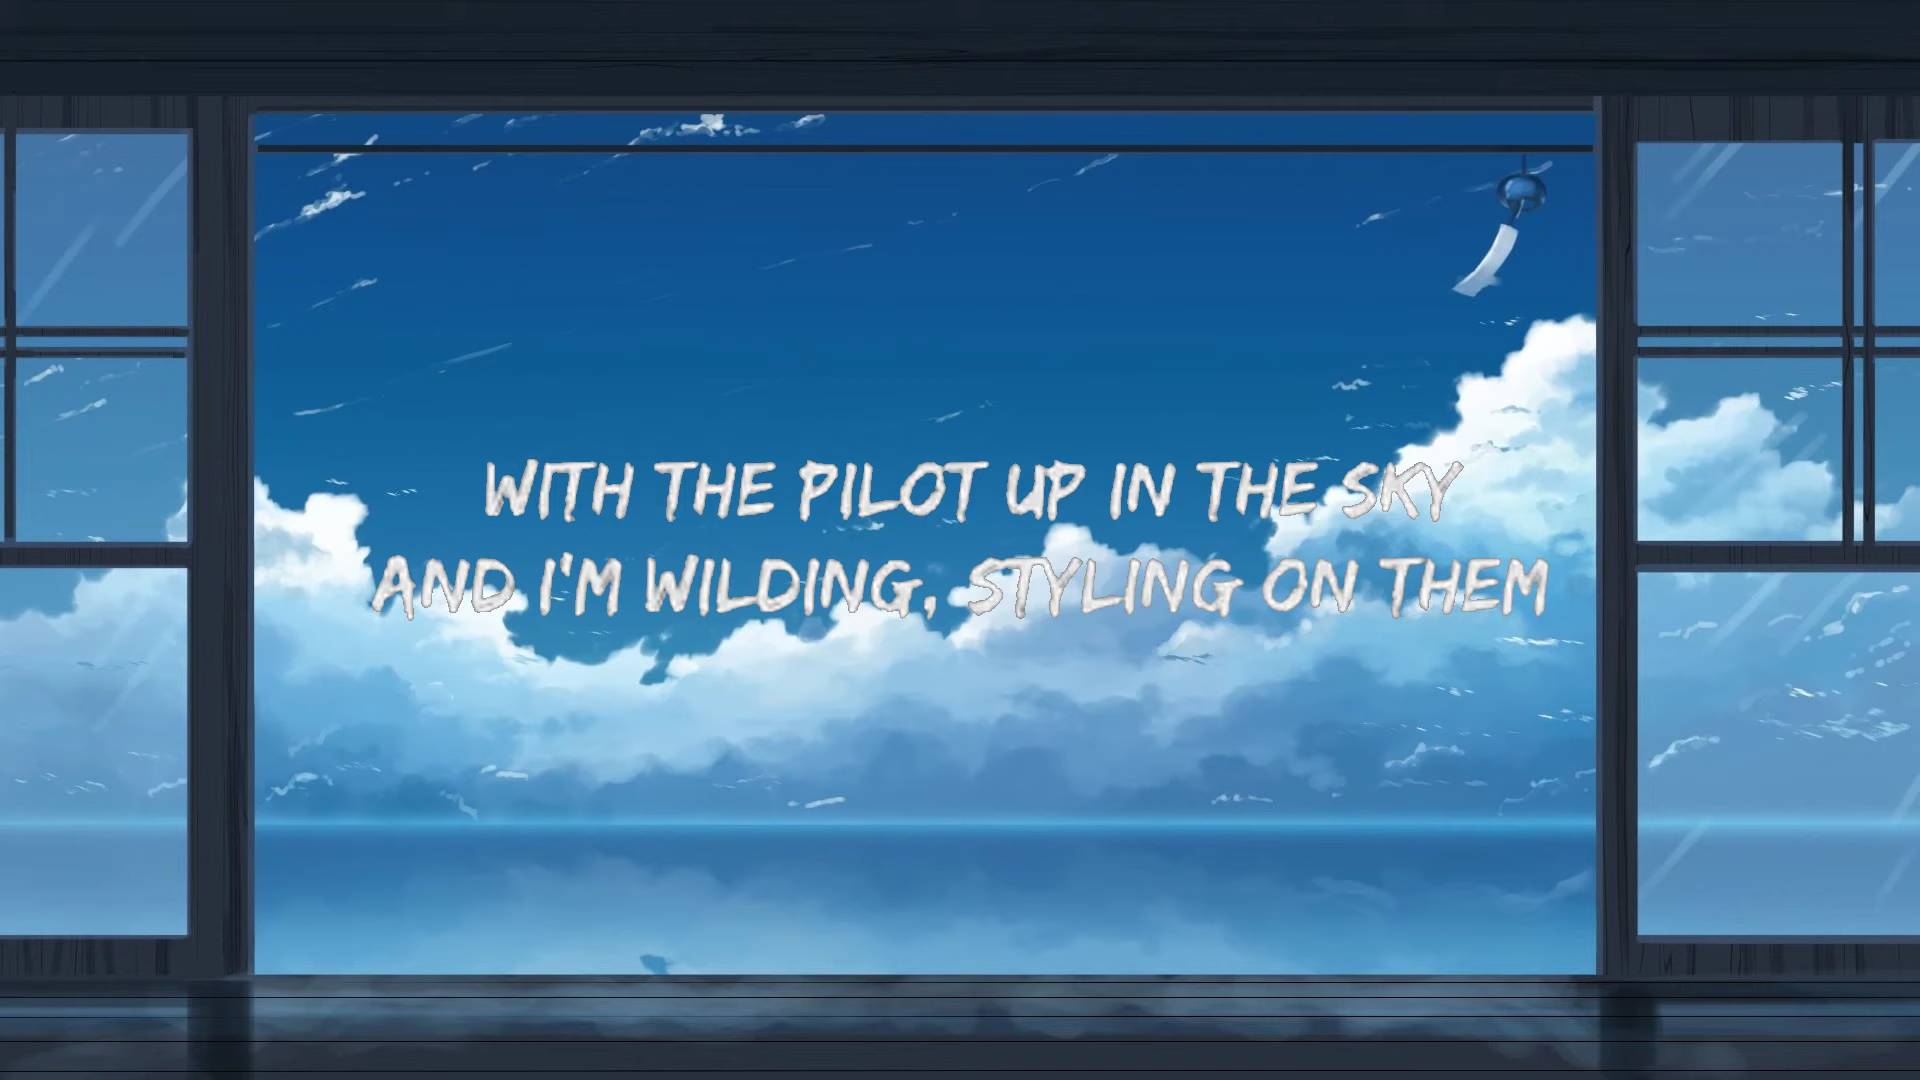 WITH THE PILOT UP IN THE SKY
AND I'M WILDING, STYLING ON THEM